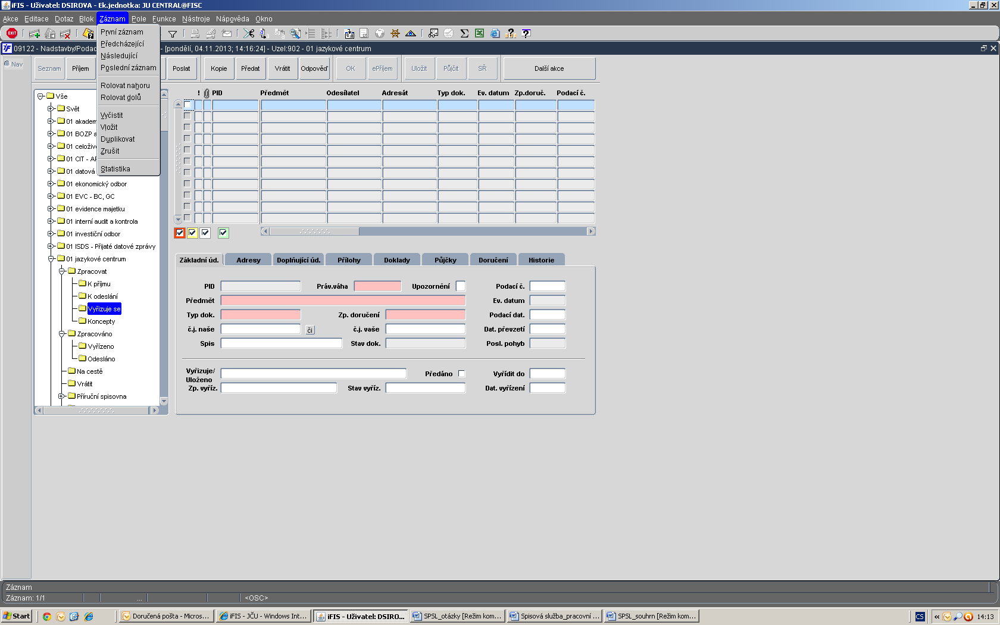 iFIS - Uživatel: DSIROVA - Ek.jednotka: JU CENTRAL@FISC
Akce Editace Dotaz Blok Záznam Pole Funkce Nástroje Nápověda Okno
EXIT
09122 - Nadstavby/Podac - [pondělí, 04.11.2013; 14:16:24] - Uzel:902 - 01 jazykové centrum
První záznam
Předcházející
Následující
Poslední záznam
Rolovat nahoru
Rolovat dolů
Vyčistit
Vložit
Duplikovat
Zrušit
Statistika
Nav
Seznam Příjem Poslat Kopie Předat Vrátit Odpověď OK ePříjem Uložit Půjčit SŘ Další akce
Vše
Svět
01 akadem
01 BOZP a
01 celoživo
01 CIT - AF
01 datová
01 ekonomický odbor
01 EVC - BC, GC
01 evidence majetku
01 interní audit a kontrola
01 investiční odbor
01 ISDS - Přijaté datové zprávy
01 jazykové centrum
Zpracovat
K příjmu
K odeslání
Vyřizuje se
Koncepty
Zpracováno
Vyřízeno
Odesláno
Na cestě
Vrátit
Příruční spisovna
! PID Předmět Odesílatel Adresát Typ dok. Ev. datum Zp.doruč. Podací č.
Základní úd. Adresy Doplňující úd. Přílohy Doklady Půjčky Doručení Historie
PID Práv.váha Upozornění Podací č.
Předmět Ev. datum
Typ dok. Zp. doručení Podací dat.
č.j. naše či č.j. vaše Dat. převzetí
Spis Stav dok. Posl. pohyb
Vyřizuje/
Uloženo Předáno Vyřídit do
Zp. vyříz. Stav vyříz. Dat. vyřízení
Záznam
Záznam: 1/1 ... <OSC>
Start Doručená pošta - Micros... iFIS - JČU - Windows Int... iFIS - Uživatel: DSIRO... SPSL_otázky [Režim kom... Spisová služba_pracovní ... SPSL_souhrn [Režim kom... CS « 14:13